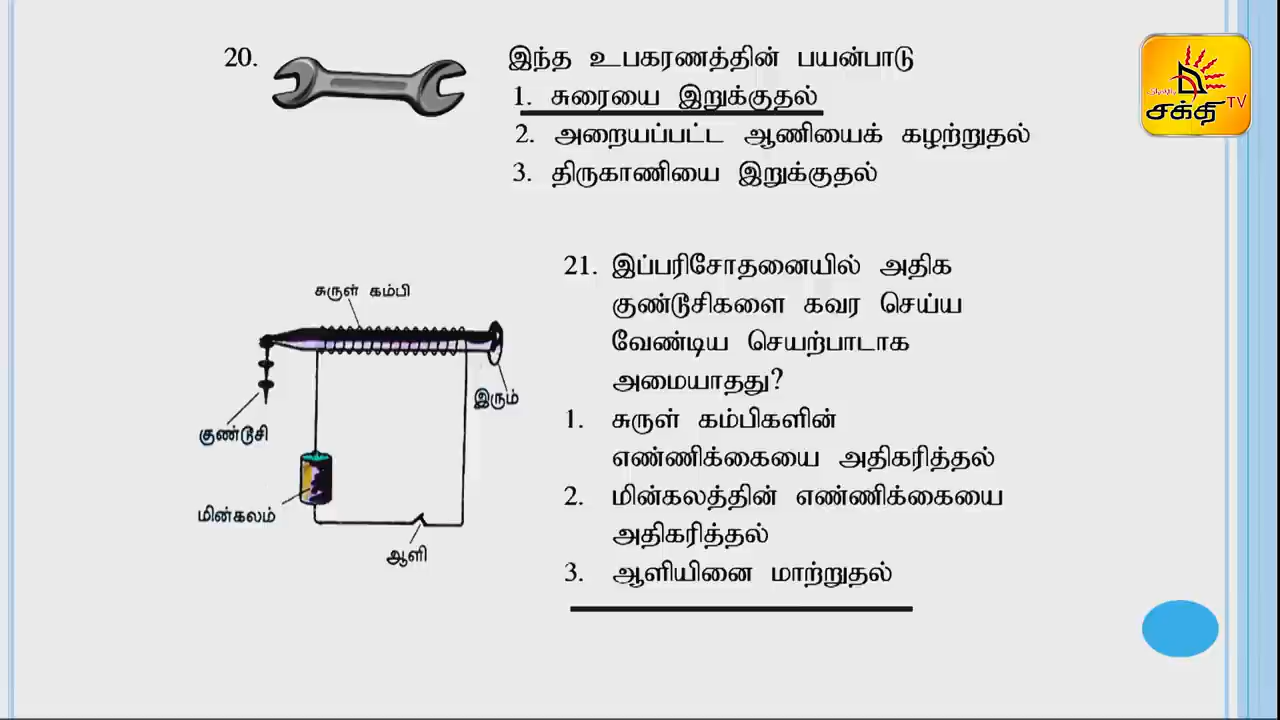 20.
இந்த உபகரணத்தின் பயன்பாடு
1. சுரையை இறுக்குதல்
2. அறையப்பட்ட ஆணியைக் கழற்றுதல்
3. திருகாணியை இறுக்குதல்
சக்தி TV
21. இப்பரிசோதனையில் அதிக
குண்டூசிகளை கவர செய்ய
வேண்டிய செயற்பாடாக
அமையாதது?
1. சுருள் கம்பிகளின்
எண்ணிக்கையை அதிகரித்தல்
2. மின்கலத்தின் எண்ணிக்கையை
அதிகரித்தல்
3. ஆளியினை மாற்றுதல்
சுருள் கம்பி
இரும்
குண்டூசி
மின்கலம்
ஆளி